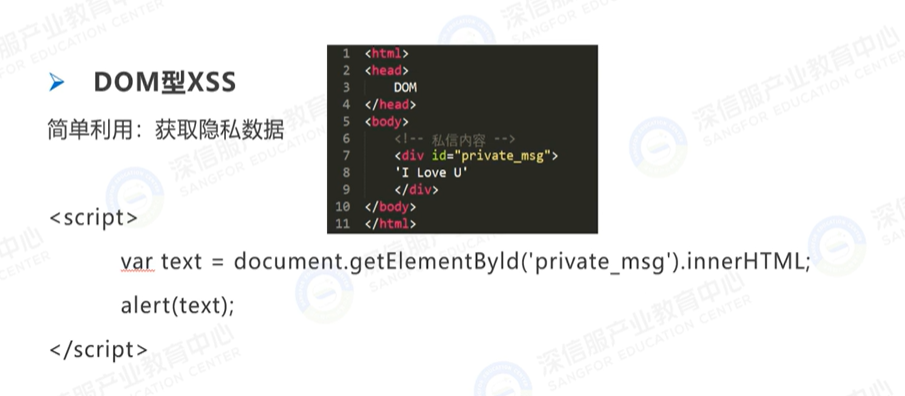 DOM型XSS
简单利用：获取隐私数据
1 <html>
2 <head>
3 DOM
4 </head>
5 <body>
6 <!-- 私信内容 -->
7 <div id="private_msg">
8 'I Love U'
9 </div>
10 </body>
11 </html>
<script>
var text = document.getElementById('private_msg').innerHTML;
alert(text);
</script>
深信服产业教育中心
SANGFOR EDUCATION CENTER